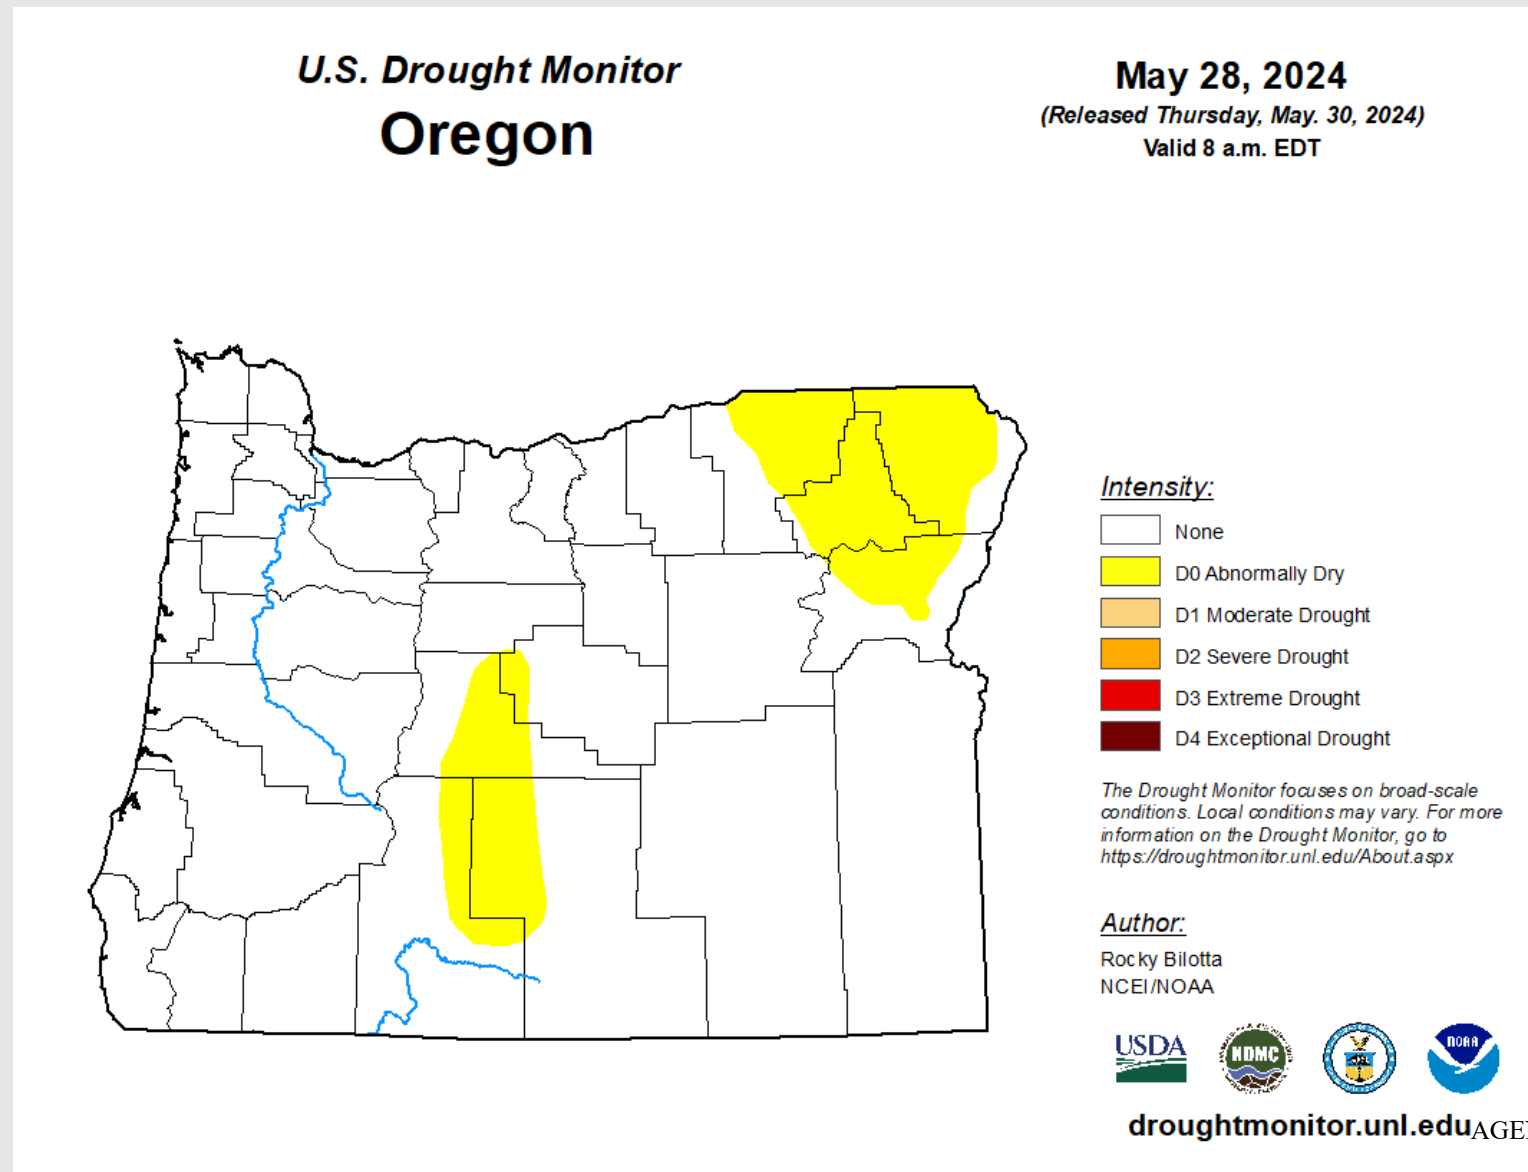 U.S. Drought Monitor
Oregon
May 28, 2024
(Released Thursday, May. 30, 2024)
Valid 8 a.m. EDT
Intensity:
None
D0 Abnormally Dry
D1 Moderate Drought
D2 Severe Drought
D3 Extreme Drought
D4 Exceptional Drought
The Drought Monitor focuses on broad-scale
conditions. Local conditions may vary. For more
information on the Drought Monitor, go to
https://droughtmonitor.unl.edu/About.aspx
Author:
Rocky Bilotta
NCEI/NOAA
USDA
NDMC
NOAA
droughtmonitor.unl.edu